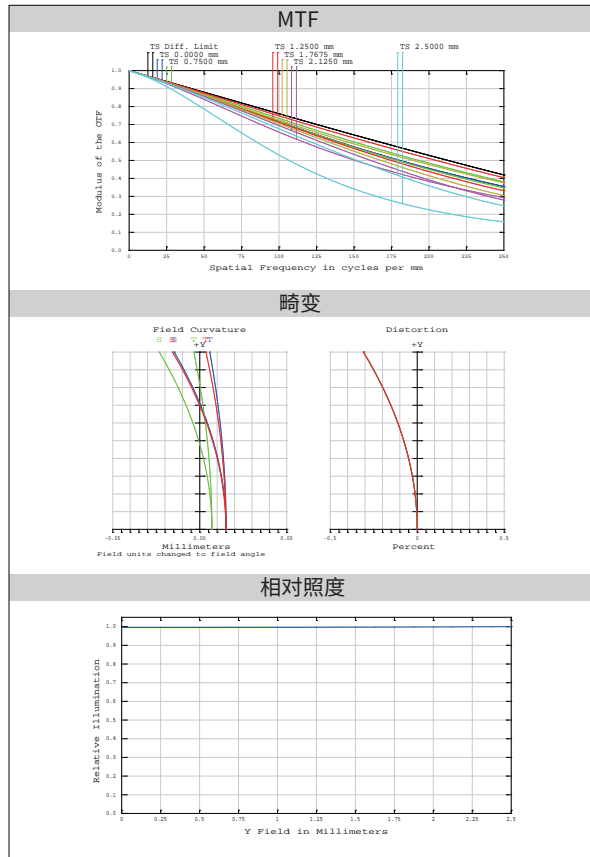 MTF
TS Diff. Limit TS 1.2500 mm TS 2.5000 mm
TS 0.0000 mm TS 1.7675 mm
TS 0.7500 mm TS 2.1250 mm
1.0
0.9
0.8
0.7
0.6
0.5
0.4
0.3
0.2
0.1
0.0
Modulus of the OTF
0 25 50 75 100 125 150 175 200 225 250
Spatial Frequency in cycles per mm
畸变
Field Curvature Distortion
S S S T T T
+Y +Y
-0.05 0.00 0.05 -0.5 0 0.5
Millimeters Percent
Field units changed to field angle
相对照度
1.0
0.9
0.8
0.7
0.6
0.5
0.4
0.3
0.2
0.1
0.0
Relative Illumination
0 0.25 0.5 0.75 1 1.25 1.5 1.75 2 2.25 2.5
Y Field in Millimeters